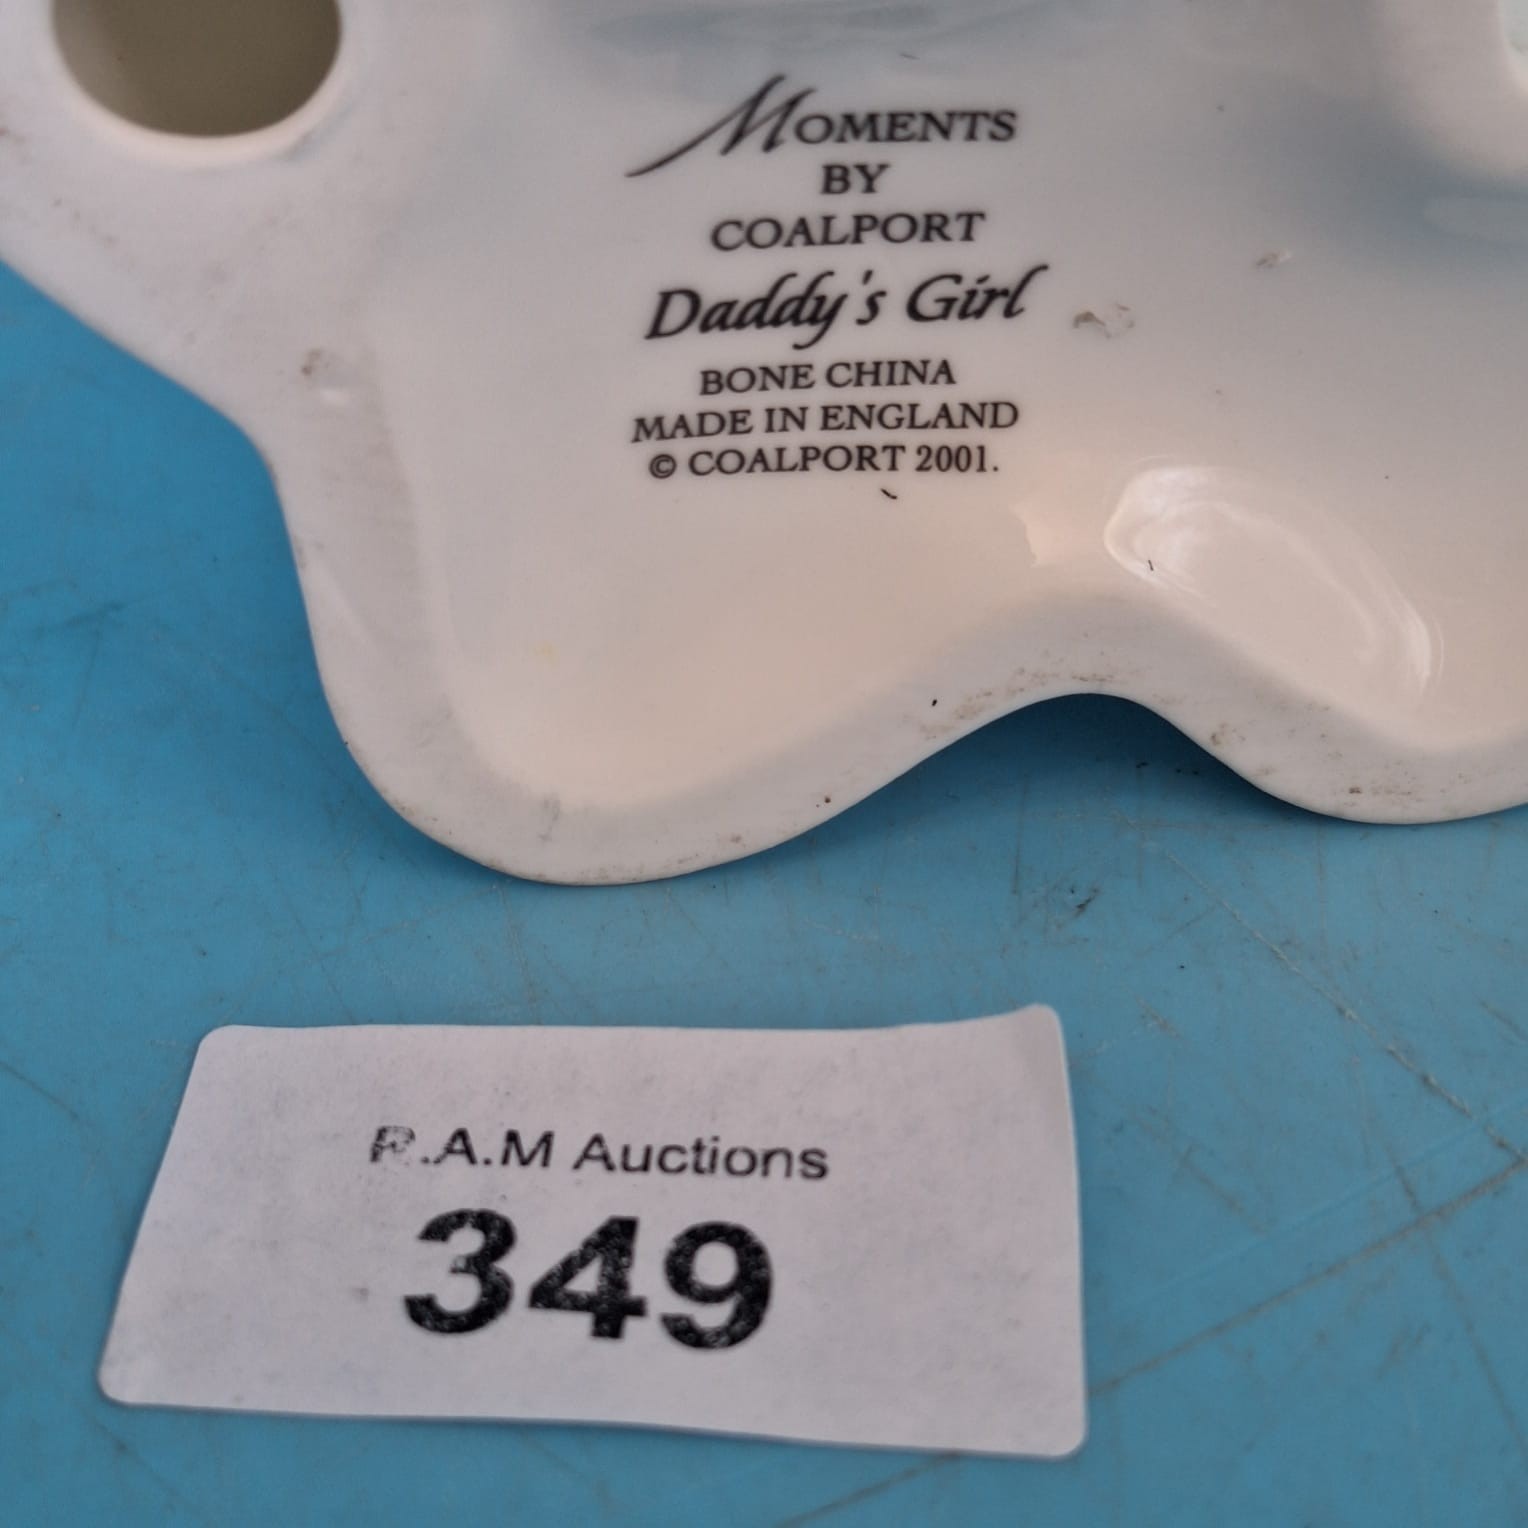 MOMENTS
BY
COALPORT
Daddy's Girl
BONE CHINA
MADE IN ENGLAND
© COALPORT 2001.
R.A.M Auctions
349